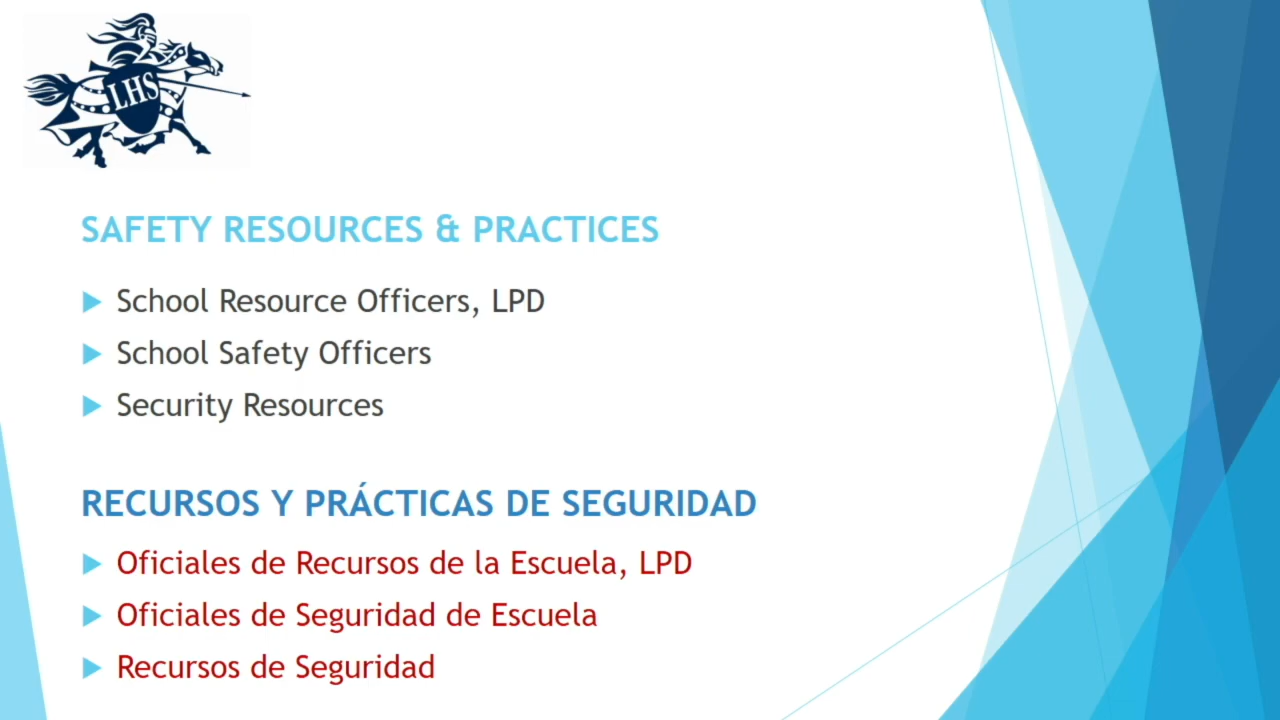 LHS
SAFETY RESOURCES & PRACTICES
School Resource Officers, LPD
School Safety Officers
Security Resources
RECURSOS Y PRÁCTICAS DE SEGURIDAD
Oficiales de Recursos de la Escuela, LPD
Oficiales de Seguridad de Escuela
Recursos de Seguridad